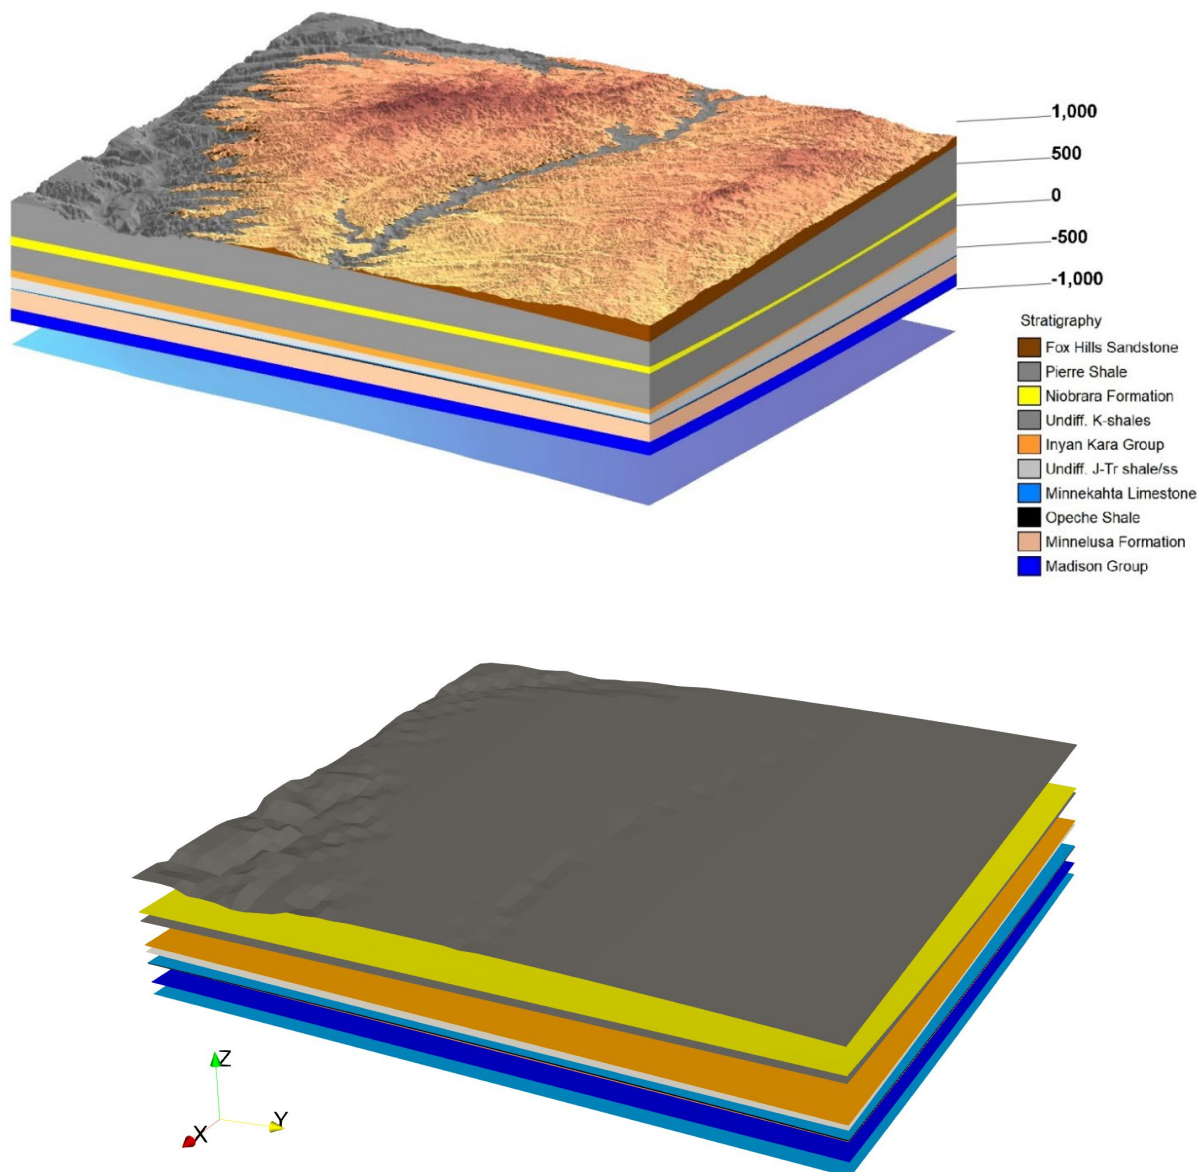 1,000
500
0
-500
-1,000
Stratigraphy
Fox Hills Sandstone
Pierre Shale
Niobrara Formation
Undiff. K-shales
Inyan Kara Group
Undiff. J-Tr shale/ss
Minnekahta Limestone
Opeche Shale
Minnelusa Formation
Madison Group
Z
X
Y